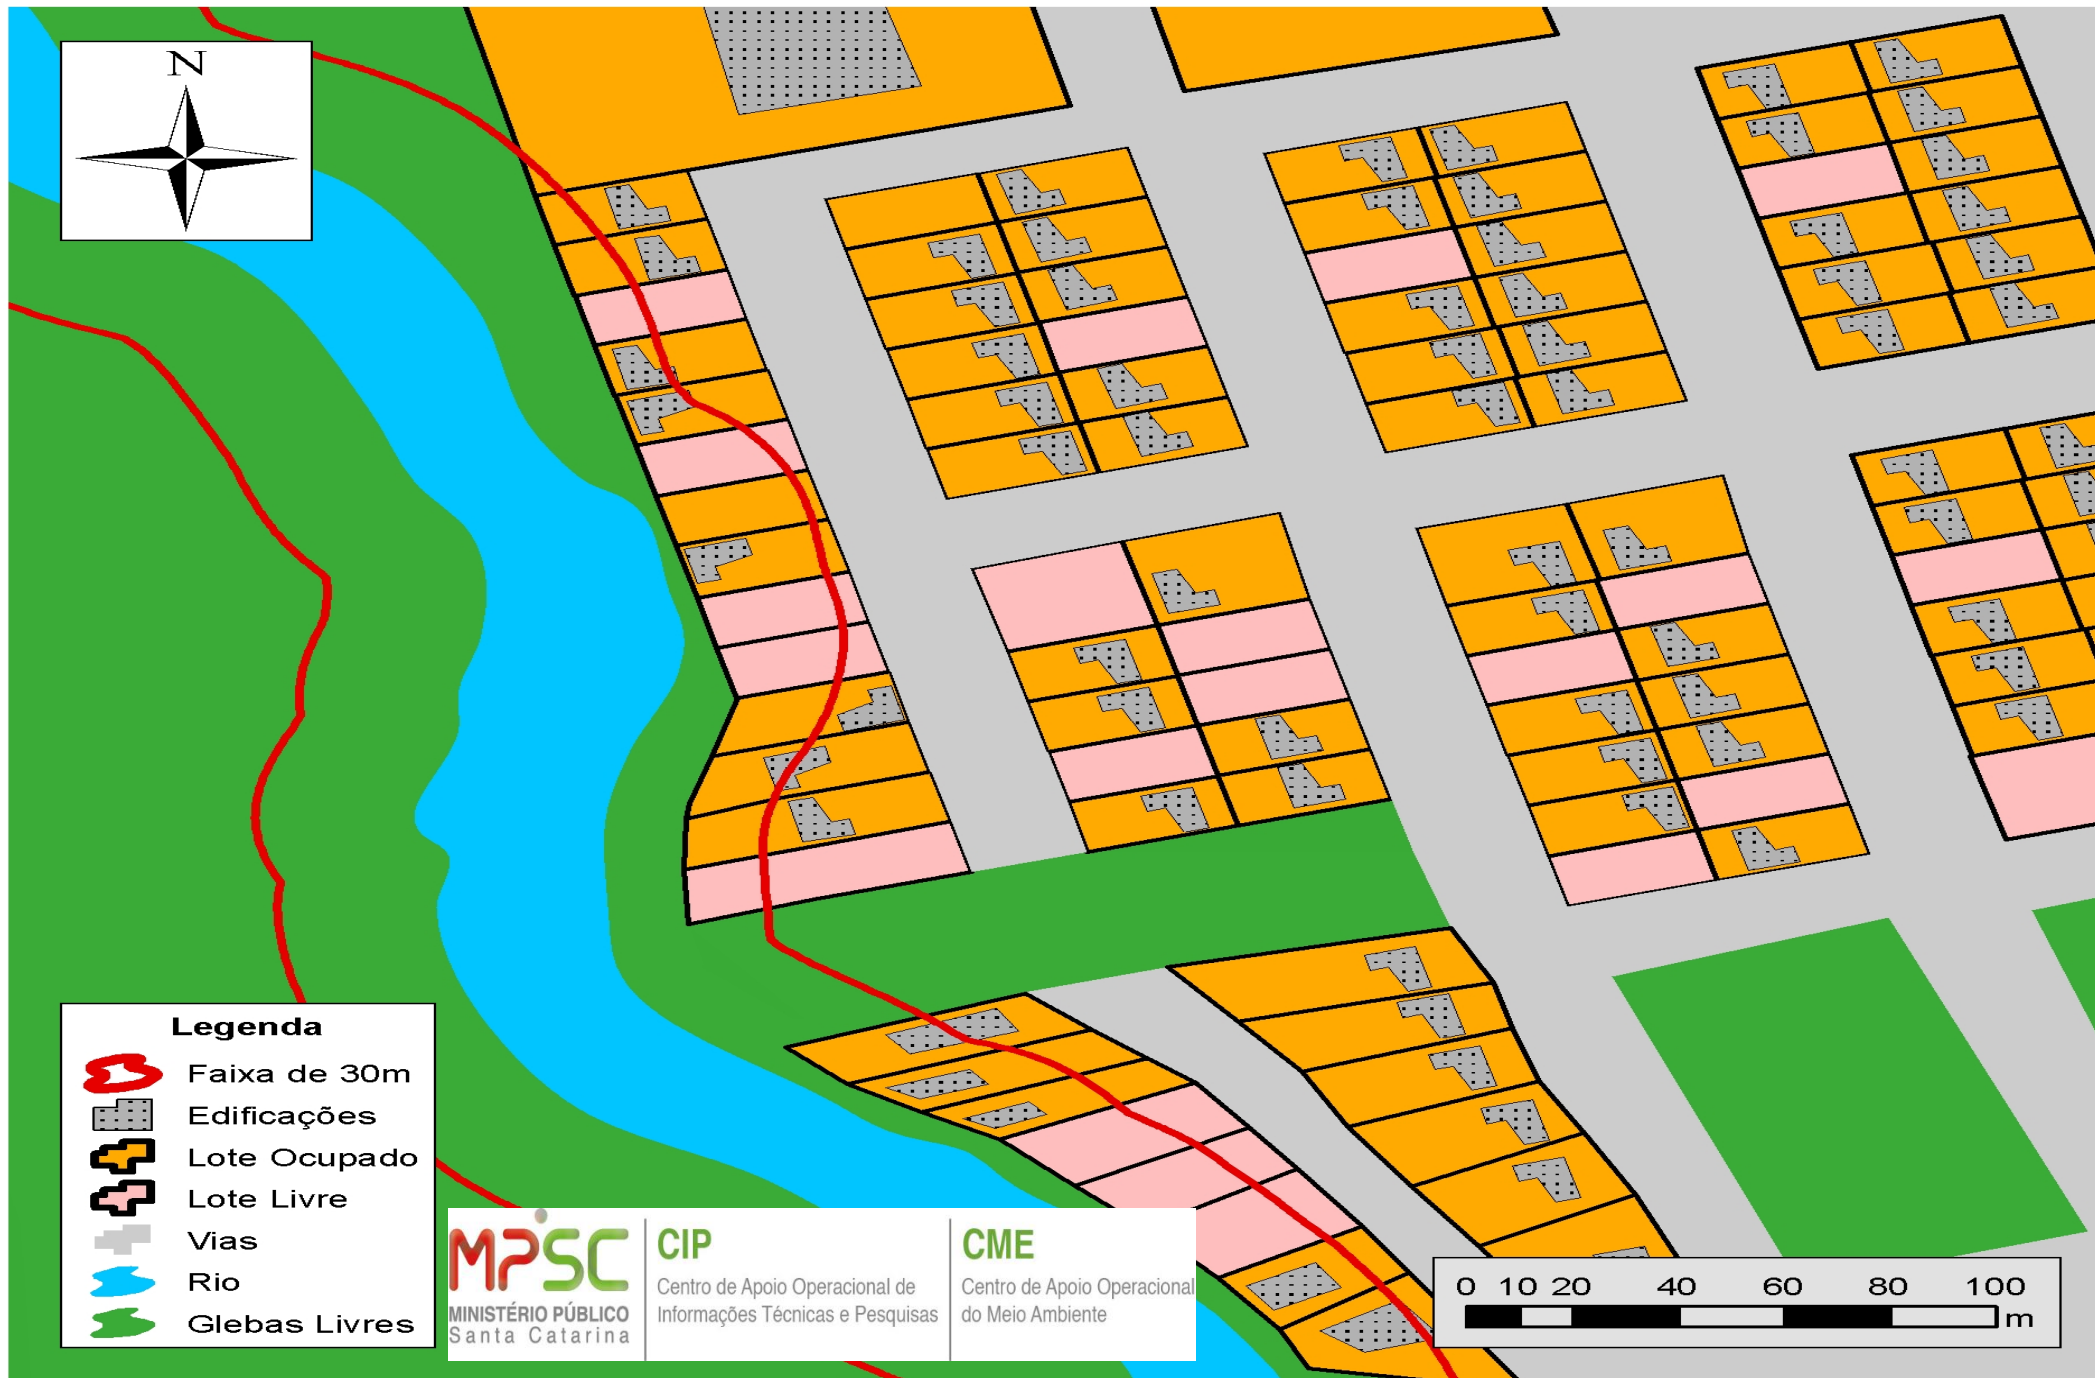 N
Legenda
Faixa de 30m
Edificações
Lote Ocupado
Lote Livre
Vias
Rio
Glebas Livres
MPSC
MINISTÉRIO PÚBLICO
Santa Catarina
CIP
Centro de Apoio Operacional de
Informações Técnicas e Pesquisas
CME
Centro de Apoio Operacional
do Meio Ambiente
0 10 20 40 60 80 100
m